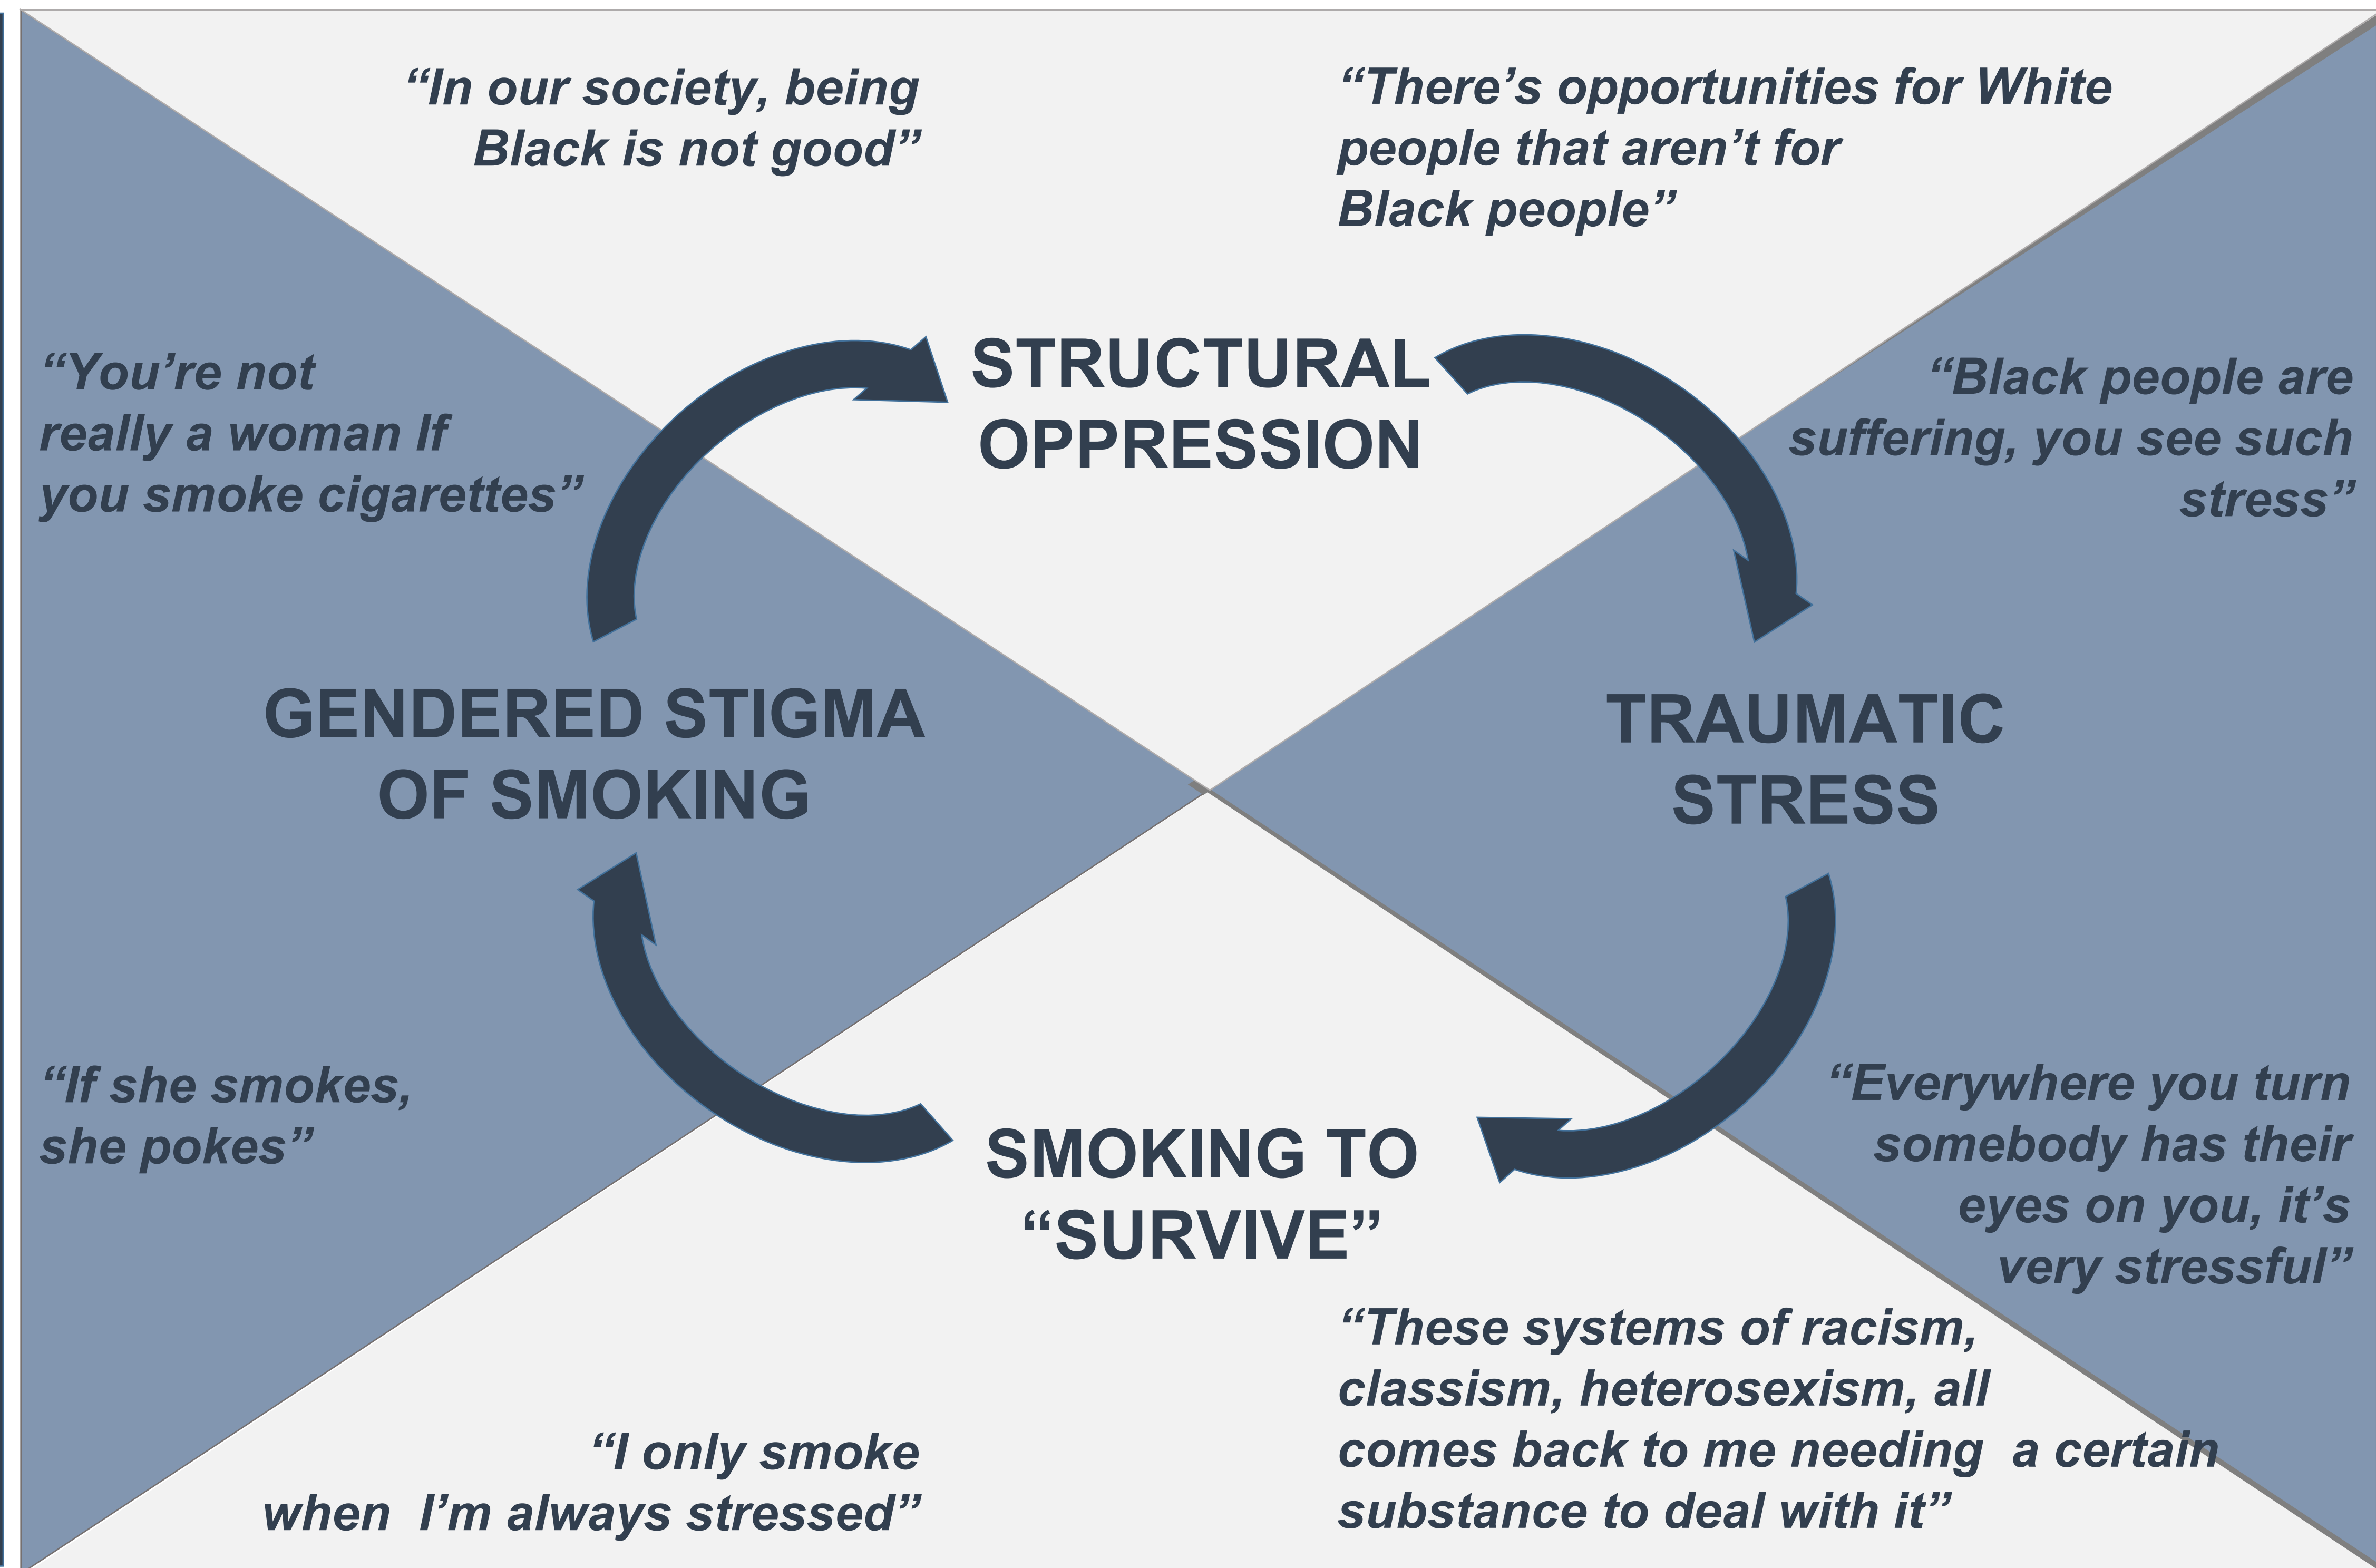 “In our society, being
Black is not good”
“There’s opportunities for White
people that aren’t for
Black people”
STRUCTURAL
OPPRESSION
“You’re not
really a woman If
you smoke cigarettes”
“Black people are
suffering, you see such
stress”
GENDERED STIGMA
OF SMOKING
TRAUMATIC
STRESS
“If she smokes,
she pokes”
“Everywhere you turn
somebody has their
eyes on you, it’s
very stressful”
SMOKING TO
“SURVIVE”
“I only smoke
when  I’m always stressed”
“These systems of racism,
classism, heterosexism, all
comes back to me needing  a certain
substance to deal with it”